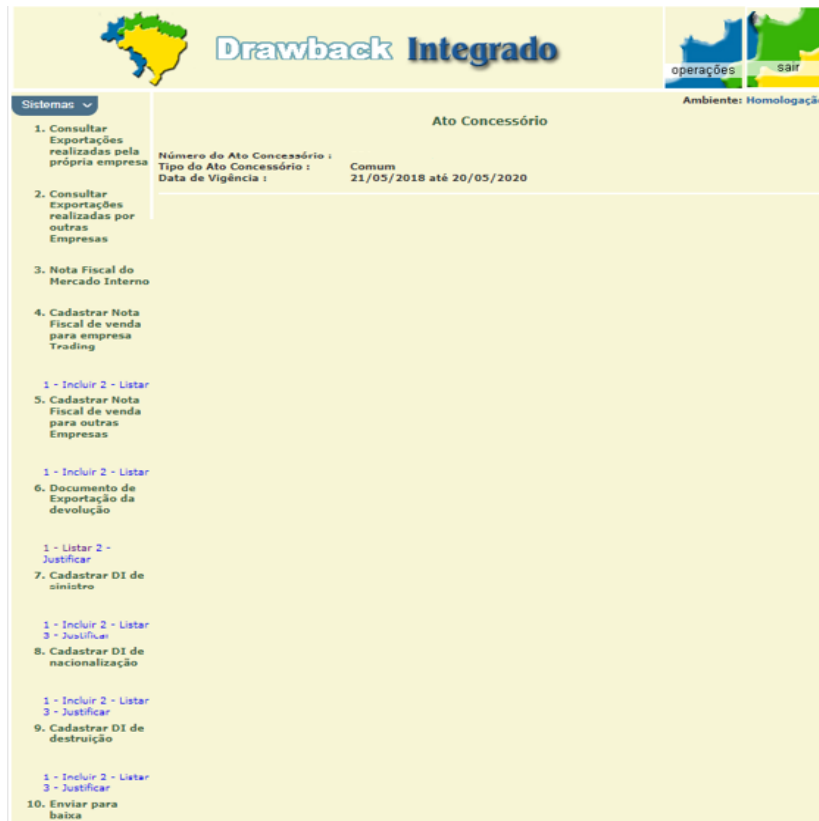 Drawback Integrado
operações
sair
Ambiente: Homologação
Sistemas
Ato Concessório
Número do Ato Concessório :
Tipo do Ato Concessório : Comum
Data de Vigência : 21/05/2018 até 20/05/2020
1. Consultar
Exportações
realizadas pela
própria empresa
2. Consultar
Exportações
realizadas por
outras
Empresas
3. Nota Fiscal do
Mercado Interno
4. Cadastrar Nota
Fiscal de venda
para empresa
Trading
1 - Incluir 2 - Listar
5. Cadastrar Nota
Fiscal de venda
para outras
Empresas
1 - Incluir 2 - Listar
6. Documento de
Exportação da
devolução
1 - Listar 2 -
Justificar
7. Cadastrar DI de
sinistro
1 - Incluir 2 - Listar
3 - Justificar
8. Cadastrar DI de
nacionalização
1 - Incluir 2 - Listar
3 - Justificar
9. Cadastrar DI de
destruição
1 - Incluir 2 - Listar
3 - Justificar
10. Enviar para
baixa